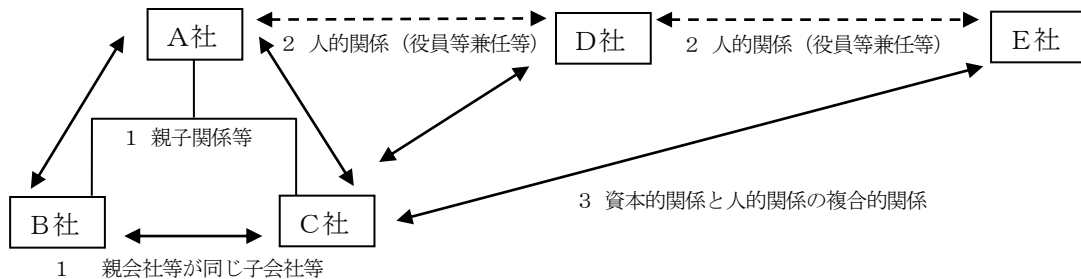 A社
2 人的関係（役員等兼任等）
D社
2 人的関係（役員等兼任等）
E社
1 親子関係等
B社
C社
3 資本的関係と人的関係の複合的関係
1 親会社等が同じ子会社等